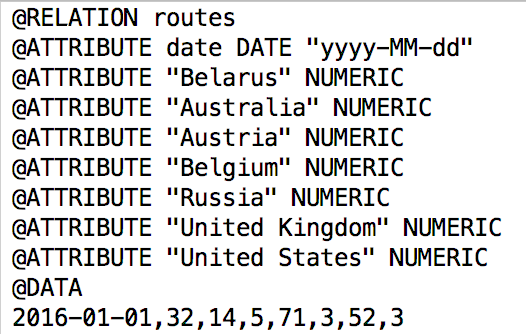 @RELATION routes
@ATTRIBUTE date DATE "yyyy-MM-dd"
@ATTRIBUTE "Belarus" NUMERIC
@ATTRIBUTE "Australia" NUMERIC
@ATTRIBUTE "Austria" NUMERIC
@ATTRIBUTE "Belgium" NUMERIC
@ATTRIBUTE "Russia" NUMERIC
@ATTRIBUTE "United Kingdom" NUMERIC
@ATTRIBUTE "United States" NUMERIC
@DATA
2016-01-01,32,14,5,71,3,52,3